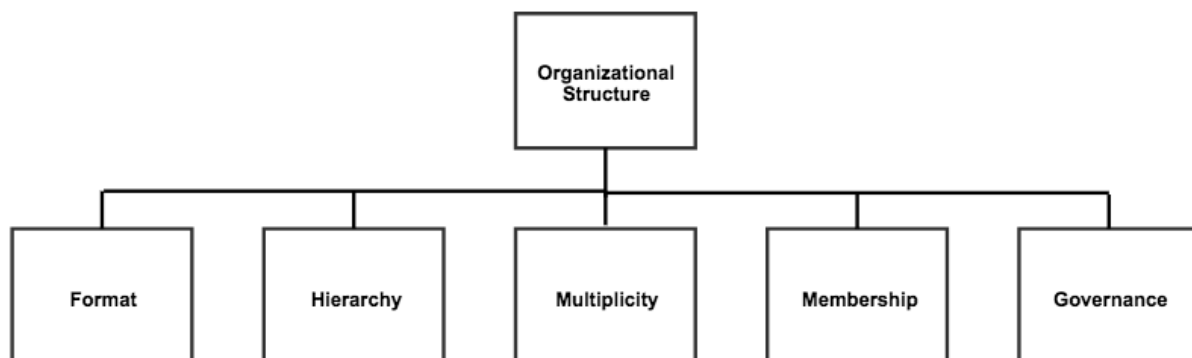 Organizational
Structure
Format
Hierarchy
Multiplicity
Membership
Governance